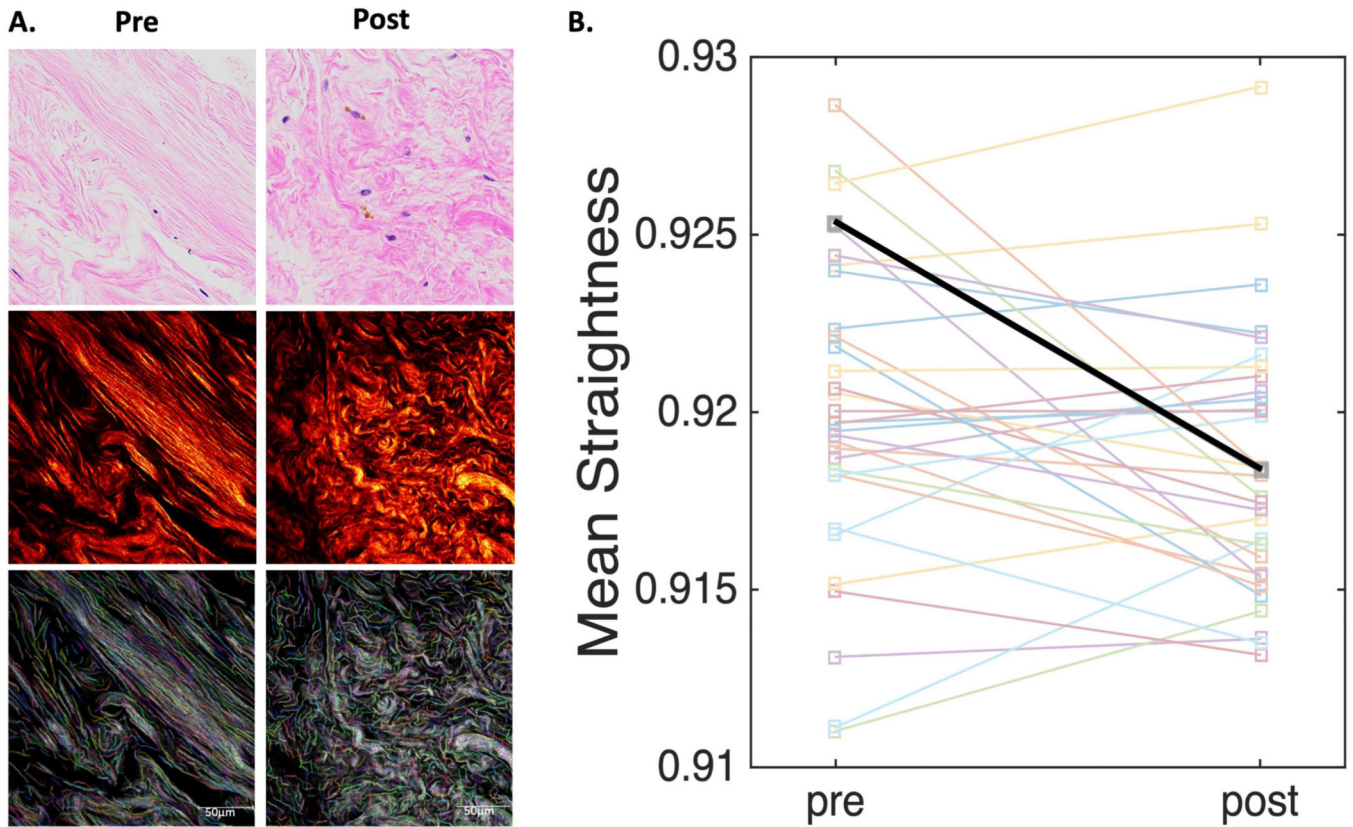 A.
Pre
Post
B.
50µm
50µm
Mean Straightness
0.93
0.925
0.92
0.915
0.91
pre
post